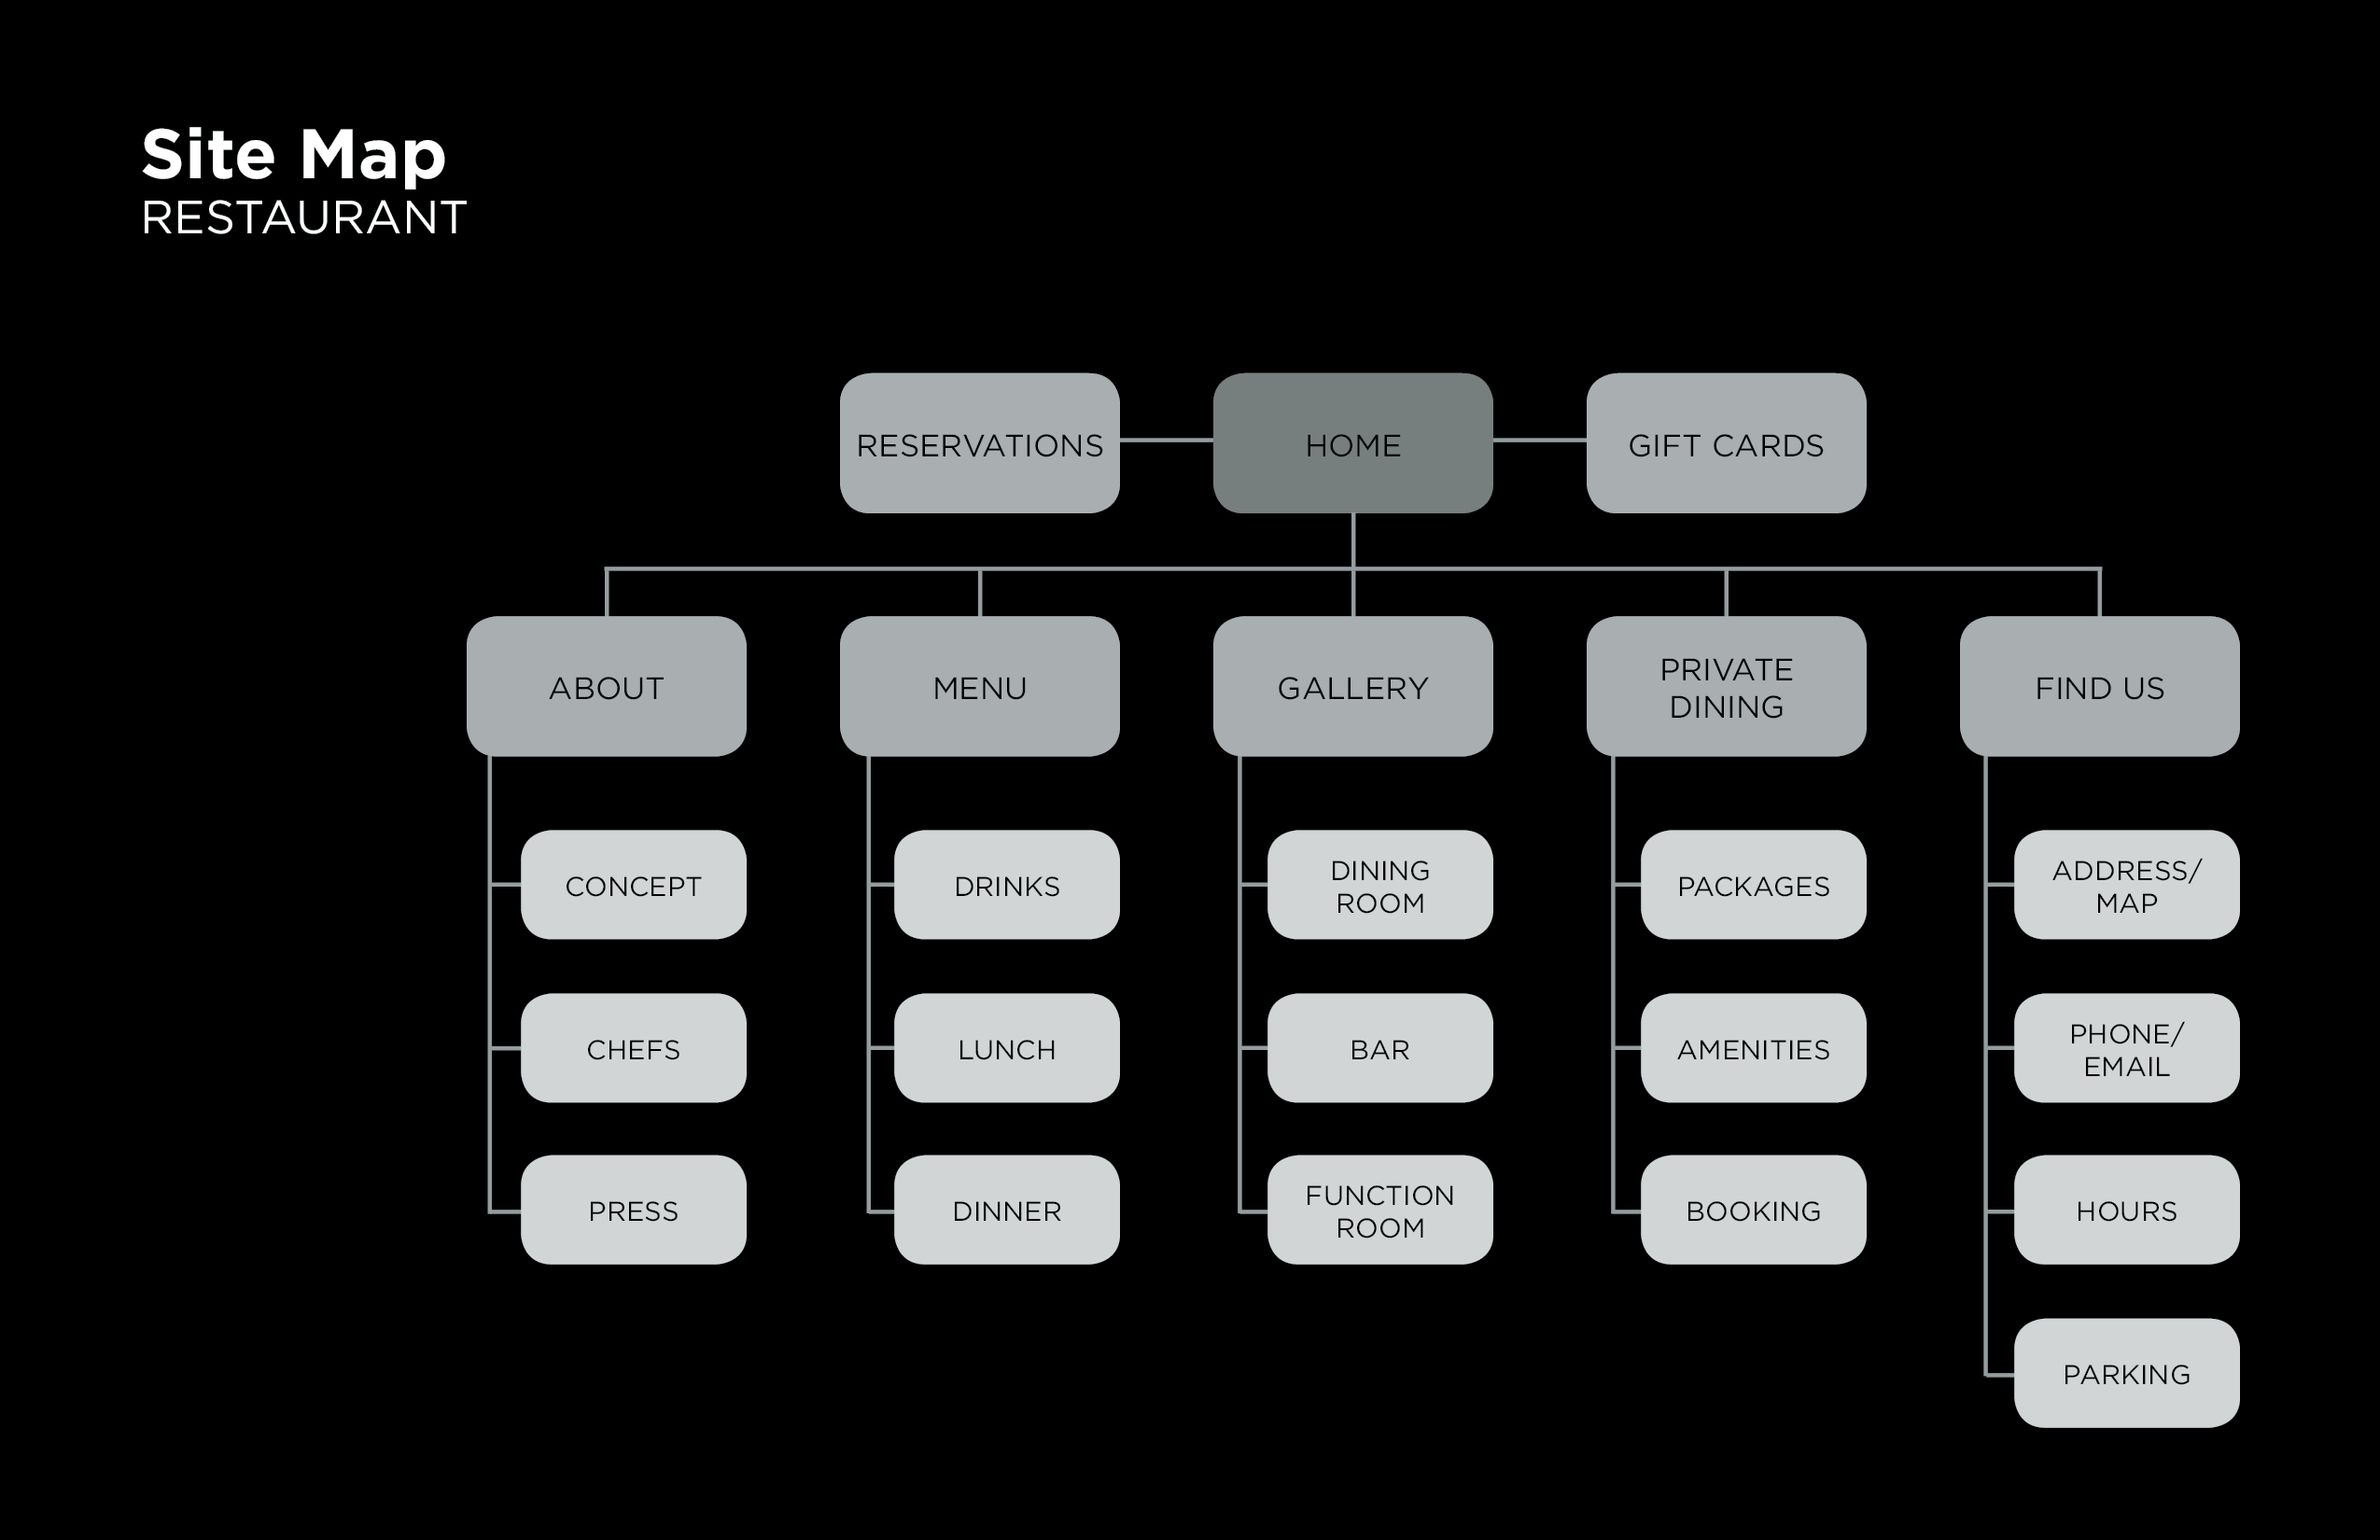 Site Map
RESTAURANT
RESERVATIONS
HOME
GIFT CARDS
ABOUT
MENU
GALLERY
PRIVATE
DINING
FIND US
CONCEPT
CHEFS
PRESS
DRINKS
LUNCH
DINNER
DINING
ROOM
BAR
FUNCTION
ROOM
PACKAGES
AMENITIES
BOOKING
ADDRESS/
MAP
PHONE/
EMAIL
HOURS
PARKING